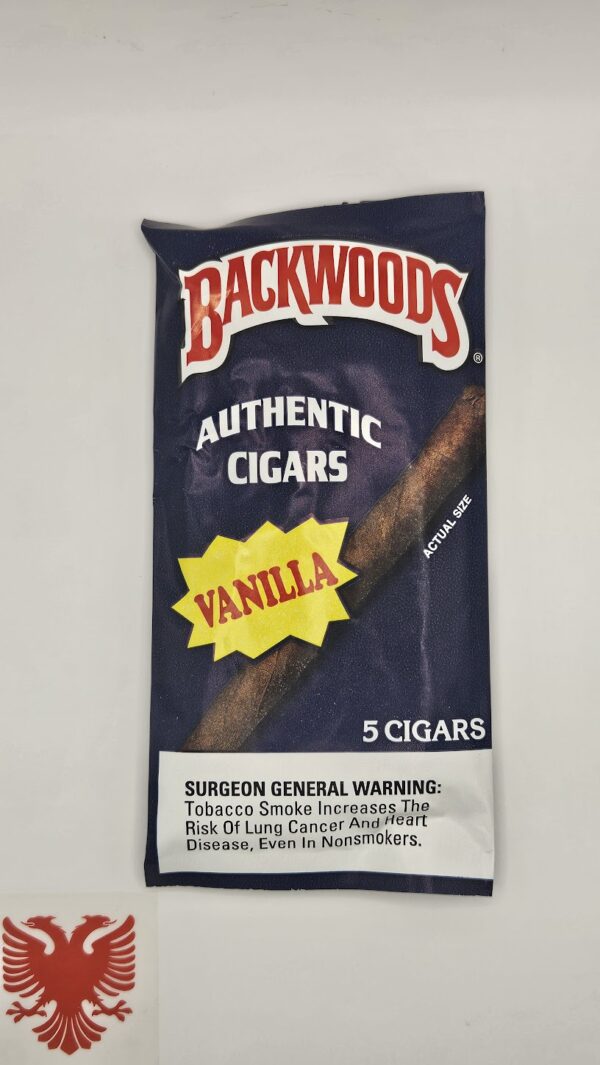 BACKWOODS®
AUTHENTIC
CIGARS
ACTUAL SIZE
VANILLA
5 CIGARS
SURGEON GENERAL WARNING:
Tobacco Smoke Increases The
Risk Of Lung Cancer And Heart
Disease, Even In Nonsmokers.